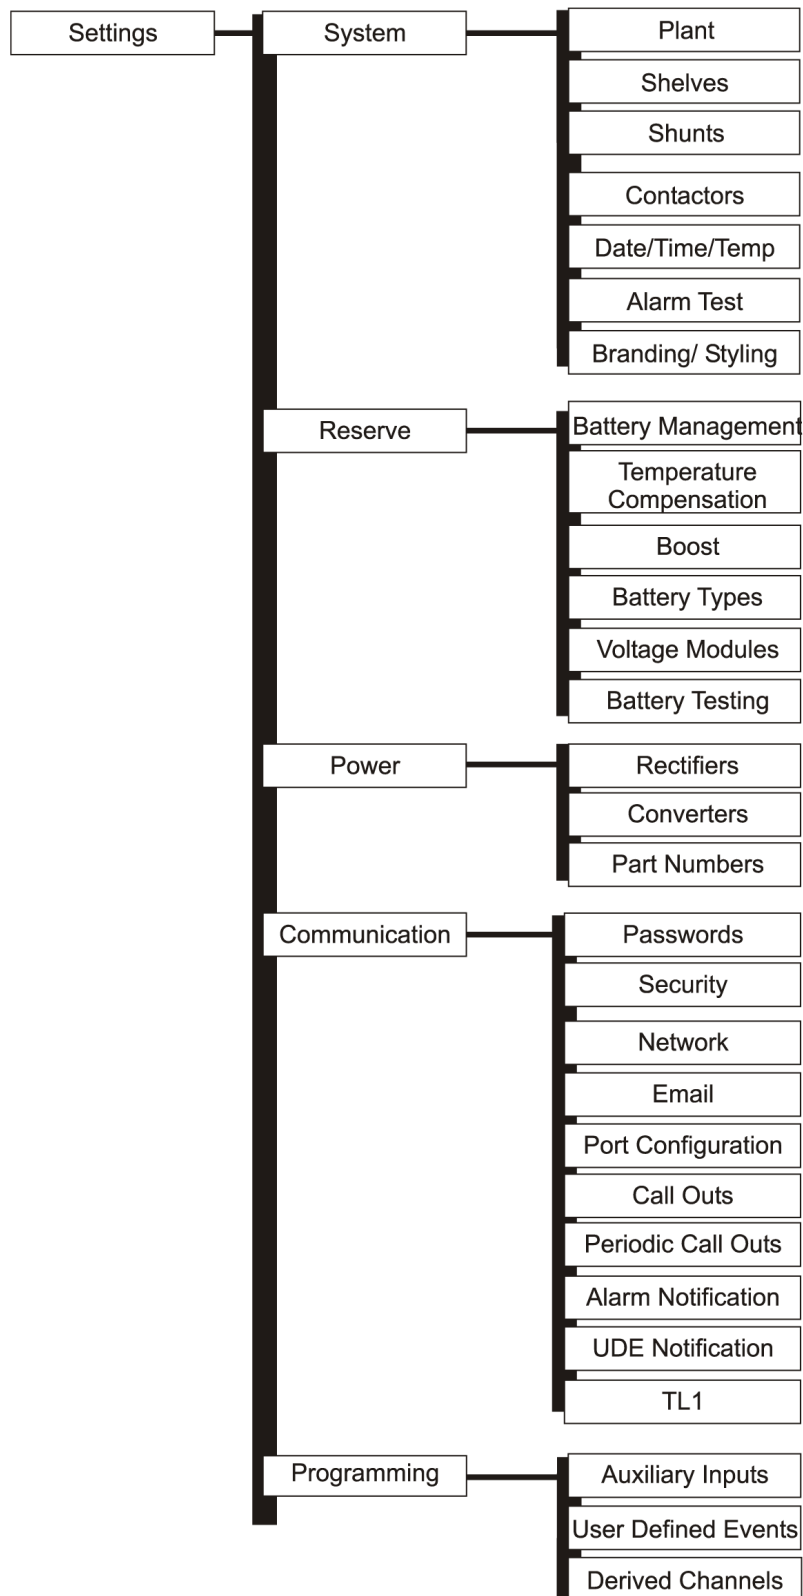 Settings
System
Plant
Shelves
Shunts
Contactors
Date/Time/Temp
Alarm Test
Branding/ Styling
Reserve
Battery Management
Temperature
Compensation
Boost
Battery Types
Voltage Modules
Battery Testing
Power
Rectifiers
Converters
Part Numbers
Communication
Passwords
Security
Network
Email
Port Configuration
Call Outs
Periodic Call Outs
Alarm Notification
UDE Notification
TL1
Programming
Auxiliary Inputs
User Defined Events
Derived Channels